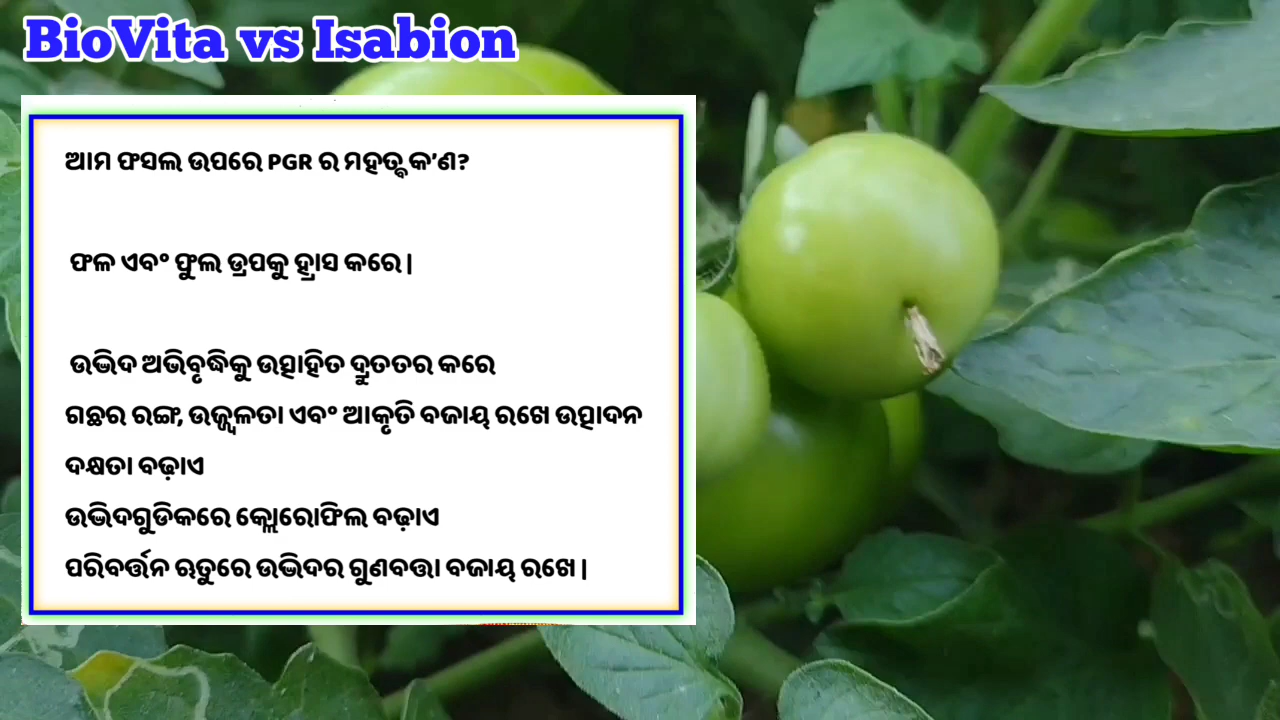 BioVita vs Isabion
ଆମ ଫସଲ ଉପରେ PGR ର ମହତ୍ବ କ'ଣ?
ଫଳ ଏବଂ ଫୁଲ ଡ୍ରପକୁ ହ୍ରାସ କରେ |
ଉଦ୍ଭିଦ ଅଭିବୃଦ୍ଧିକୁ ଉତ୍ସାହିତ ଦ୍ରୁତତର କରେ
ଗଛର ରଙ୍ଗ, ଉଜ୍ଜ୍ୱଳତା ଏବଂ ଆକୃତି ବଜାୟ ରଖେ ଉତ୍ପାଦନ
ଦକ୍ଷତା ବଢ଼ାଏ
ଉଦ୍ଭିଦଗୁଡିକରେ କ୍ଲୋରୋଫିଲ ବଢ଼ାଏ
ପରିବର୍ତ୍ତନ ଋତୁରେ ଉଦ୍ଭିଦର ଗୁଣବତ୍ତା ବଜାୟ ରଖେ |